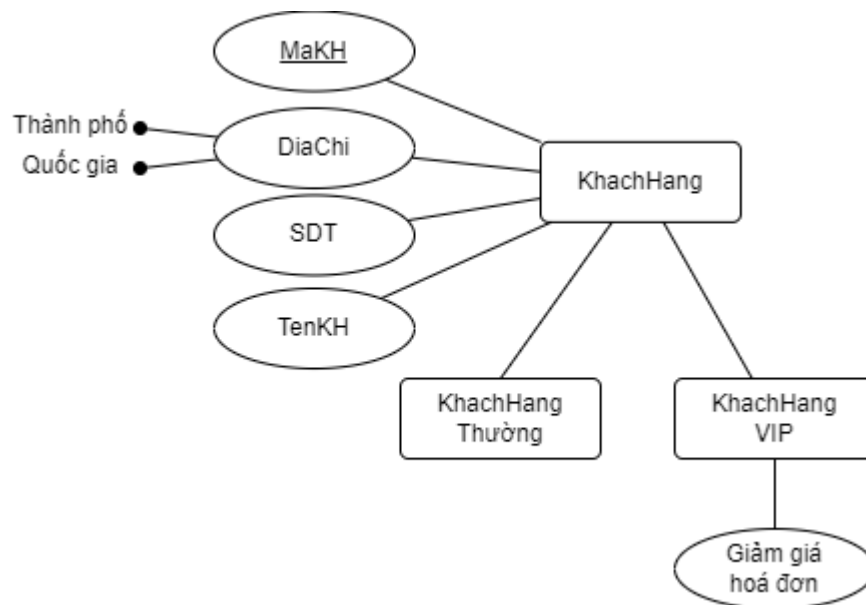 MaKH
Thành phố
Quốc gia
DiaChi
KhachHang
SDT
TenKH
KhachHang
Thường
KhachHang
VIP
Giảm giá
hoá đơn